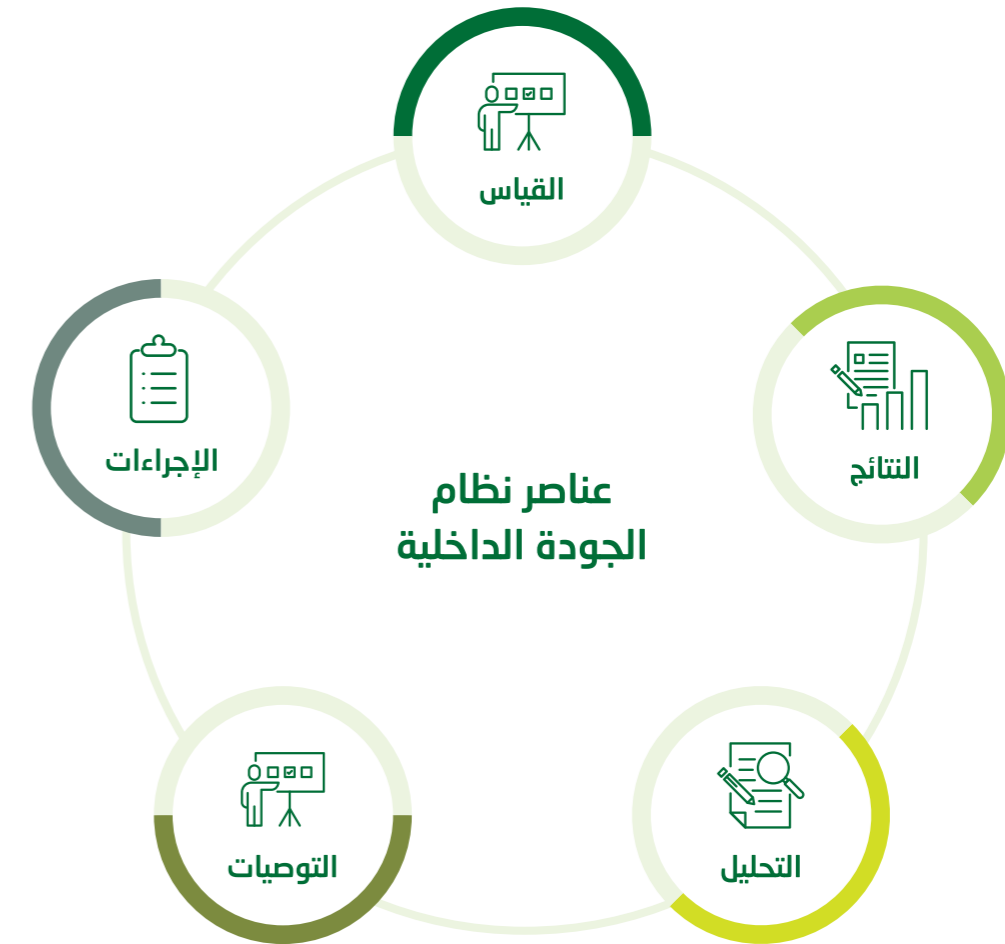 القياس
النتائج
الإجراءات
عناصر نظام
الجودة الداخلية
التحليل
التوصيات